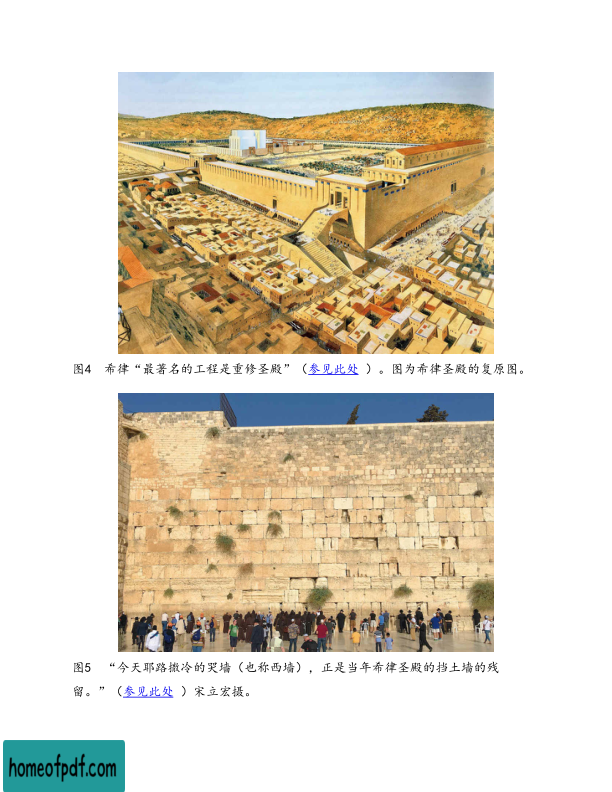 图4 希律“最著名的工程是重修圣殿”（参见此处 ）。图为希律圣殿的复原图。
图5 “今天耶路撒冷的哭墙（也称西墙），正是当年希律圣殿的挡土墙的残
留。”（参见此处 ）宋立宏摄。
homeofpdf.com